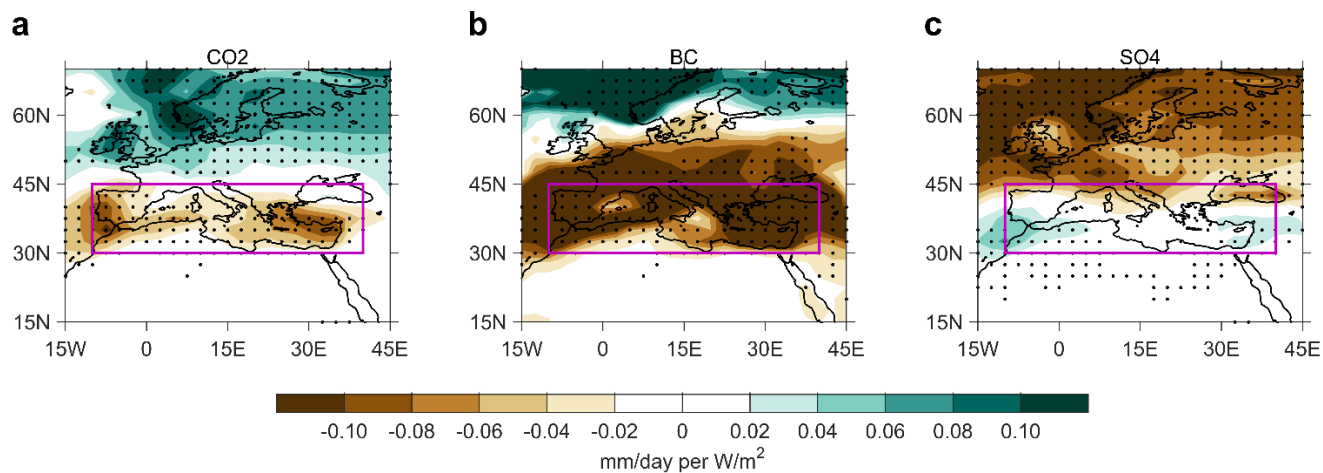 a
b
c
CO2
BC
SO4
60N
45N
30N
15N
15W 0 15E 30E 45E
60N
45N
30N
15N
15W 0 15E 30E 45E
60N
45N
30N
15N
15W 0 15E 30E 45E
-0.10 -0.08 -0.06 -0.04 -0.02 0 0.02 0.04 0.06 0.08 0.10
mm/day per W/m²